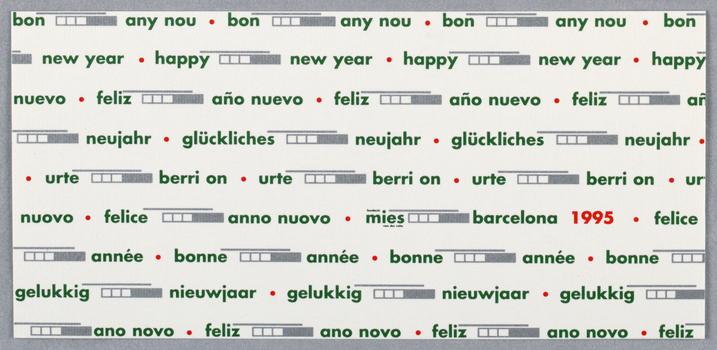 bon any nou • bon any nou • bon any nou • bon
new year • happy new year • happy new year • happy
nuevo • feliz año nuevo • feliz año nuevo • feliz añ
neujahr • glückliches neujahr • glückliches neujahr •
• urte berri on • urte berri on • urte berri on • ur
nuovo • felice anno nuovo • mies barcelona 1995 • felice
année • bonne année • bonne année • bonne
gelukkig nieuwjaar • gelukkig nieuwjaar • gelukkig
ano novo • feliz ano novo • feliz ano novo • feliz